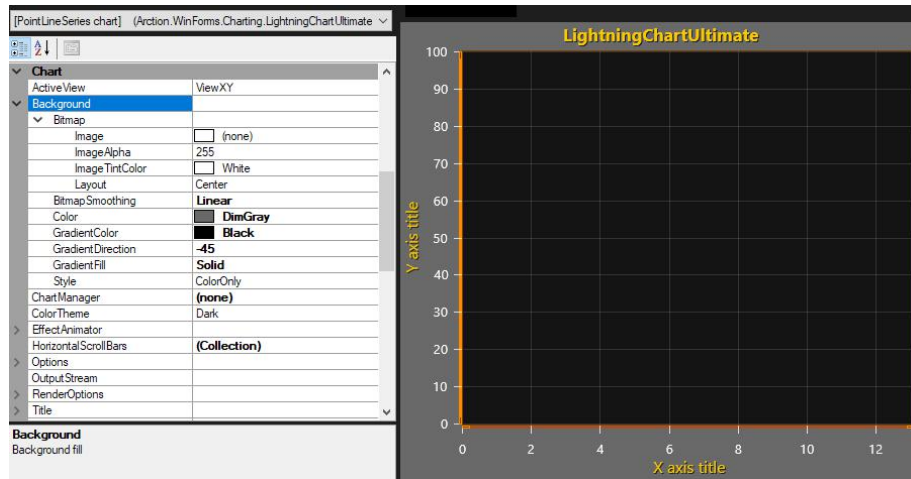 [PointLineSeries chart] (Arction.WinForms.Charting.LightningChartUltimate
Chart
ActiveView ViewXY
Background
Bitmap
Image (none)
ImageAlpha 255
ImageTintColor White
Layout Center
BitmapSmoothing Linear
Color DimGray
GradientColor Black
GradientDirection -45
GradientFill Solid
Style ColorOnly
ChartManager (none)
ColorTheme Dark
EffectAnimator
HorizontalScrollBars (Collection)
Options
OutputStream
RenderOptions
Title
Background
Background fill
LightningChartUltimate
100
90
80
70
60
50
40
30
20
10
0
Y axis title
0 2 4 6 8 10 12
X axis title